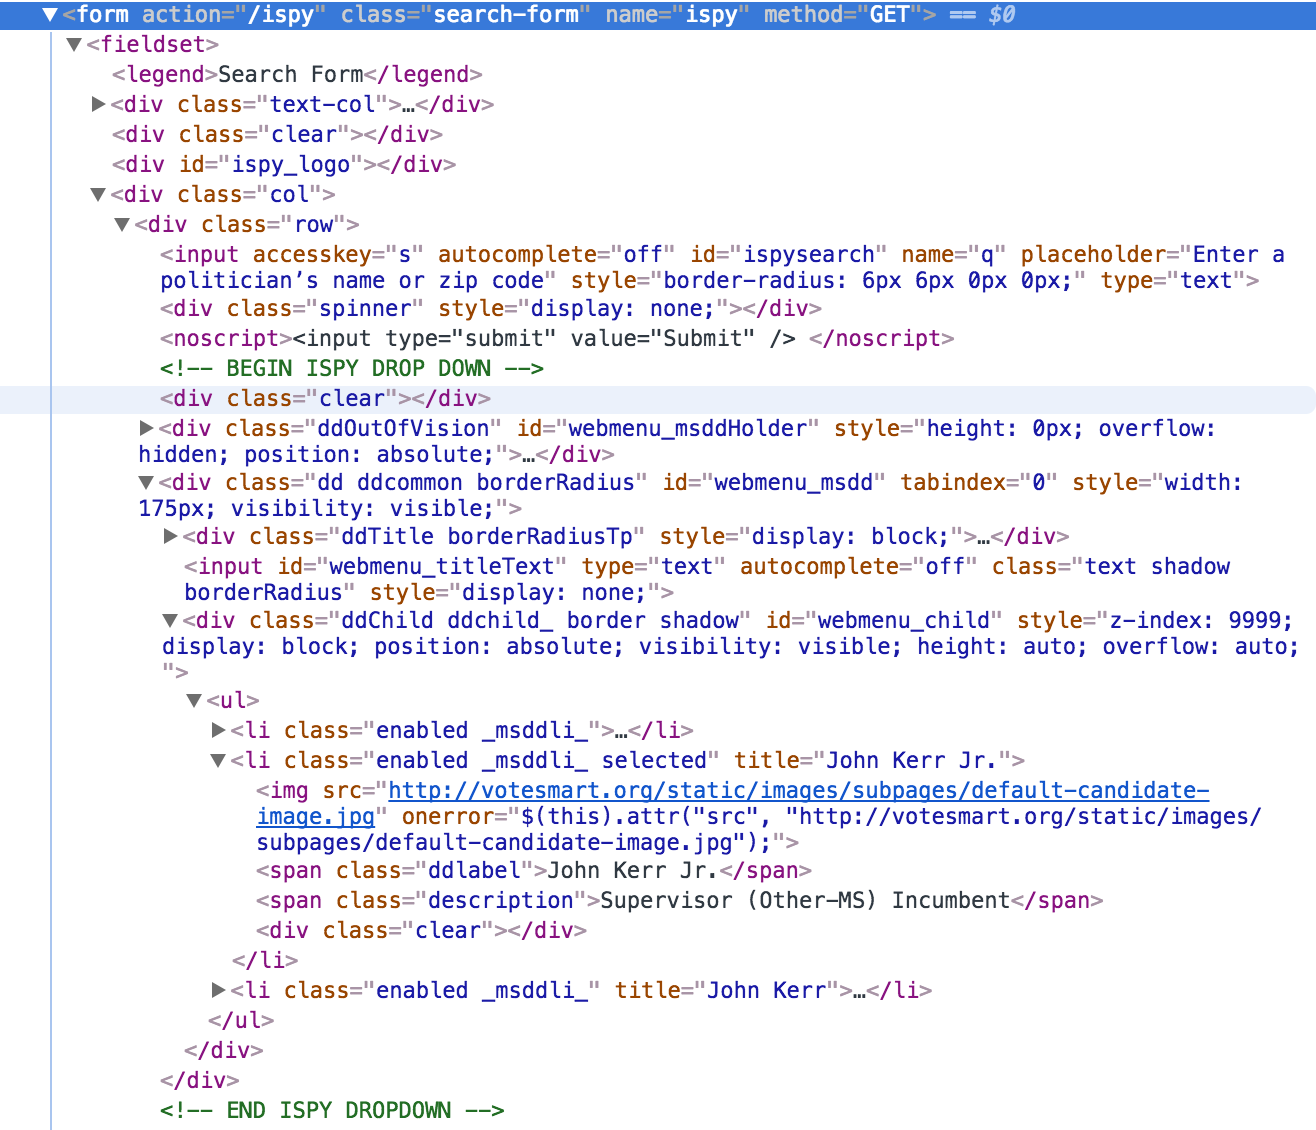 <form action="/ispy" class="search-form" name="ispy" method="GET"> == $0
<fieldset>
<legend>Search Form</legend>
<div class="text-col">…</div>
<div class="clear"></div>
<div id="ispy_logo"></div>
<div class="col">
<div class="row">
<input accesskey="s" autocomplete="off" id="ispysearch" name="q" placeholder="Enter a
politician’s name or zip code" style="border-radius: 6px 6px 0px 0px;" type="text">
<div class="spinner" style="display: none;"></div>
<noscript><input type="submit" value="Submit" /> </noscript>
<!-- BEGIN ISPY DROP DOWN -->
<div class="clear"></div>
<div class="ddOutOfVision" id="webmenu_msddHolder" style="height: 0px; overflow:
hidden; position: absolute;">…</div>
<div class="dd ddcommon borderRadius" id="webmenu_msdd" tabindex="0" style="width:
175px; visibility: visible;">
<div class="ddTitle borderRadiusTp" style="display: block;">…</div>
<input id="webmenu_titleText" type="text" autocomplete="off" class="text shadow
borderRadius" style="display: none;">
<div class="ddChild ddchild_ border shadow" id="webmenu_child" style="z-index: 9999;
display: block; position: absolute; visibility: visible; height: auto; overflow: auto;
">
<ul>
<li class="enabled _msddli_">…</li>
<li class="enabled _msddli_ selected" title="John Kerr Jr.">
<img src="http://votesmart.org/static/images/subpages/default-candidate-
image.jpg" onerror="$(this).attr("src", "http://votesmart.org/static/images/
subpages/default-candidate-image.jpg");">
<span class="ddlabel">John Kerr Jr.</span>
<span class="description">Supervisor (Other-MS) Incumbent</span>
<div class="clear"></div>
</li>
<li class="enabled _msddli_" title="John Kerr">…</li>
</ul>
</div>
</div>
<!-- END ISPY DROPDOWN -->